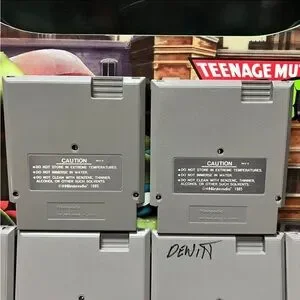 TEENAGE MU
CAUTION
•DO NOT STORE IN EXTREME TEMPERATURES.
•DO NOT IMMERSE IN WATER.
•DO NOT CLEAN WITH BENZENE, THINNER,
ALCOHOL OR OTHER SUCH SOLVENTS.
©Nintendo 1985
CAUTION
•DO NOT STORE IN EXTREME TEMPERATURES.
•DO NOT IMMERSE IN WATER.
•DO NOT CLEAN WITH BENZENE, THINNER,
ALCOHOL OR OTHER SUCH SOLVENTS.
©Nintendo 1985
DEWITT